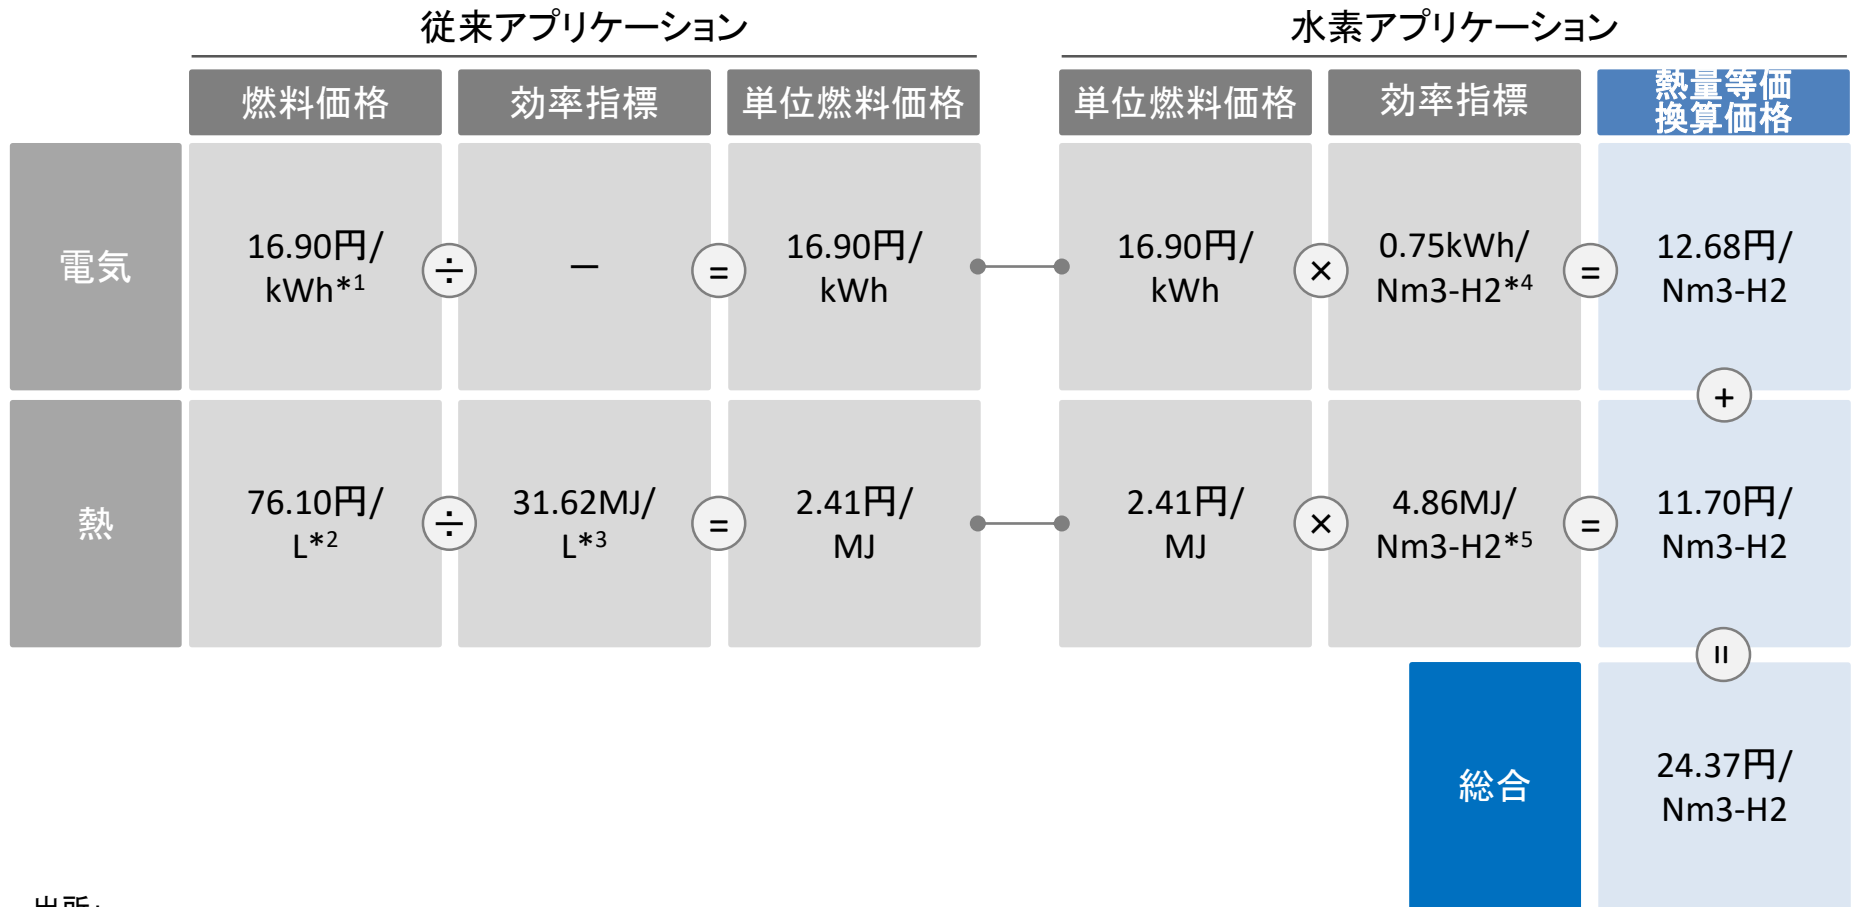 従来アプリケーション
水素アプリケーション
燃料価格
効率指標
単位燃料価格
単位燃料価格
効率指標
熱量等価
換算価格
電気
16.90円/
kWh*1
÷
–
=
16.90円/
kWh
16.90円/
kWh
×
0.75kWh/
Nm3-H2*4
=
12.68円/
Nm3-H2
+
熱
76.10円/
L*2
÷
31.62MJ/
L*3
=
2.41円/
MJ
2.41円/
MJ
×
4.86MJ/
Nm3-H2*5
=
11.70円/
Nm3-H2
=
総合
24.37円/
Nm3-H2
出所: